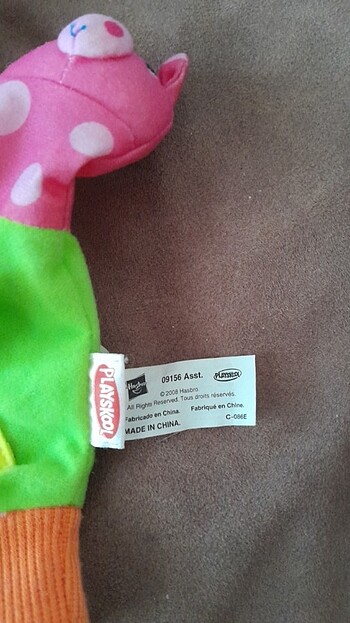 PLAYSKOOL
Hasbro
09156 Asst.
PLAYSKOOL
©2008 Hasbro.
All Rights Reserved. Tous droits réservés.
Fabricado en China. Fabriqué en Chine.
MADE IN CHINA.
C-086E